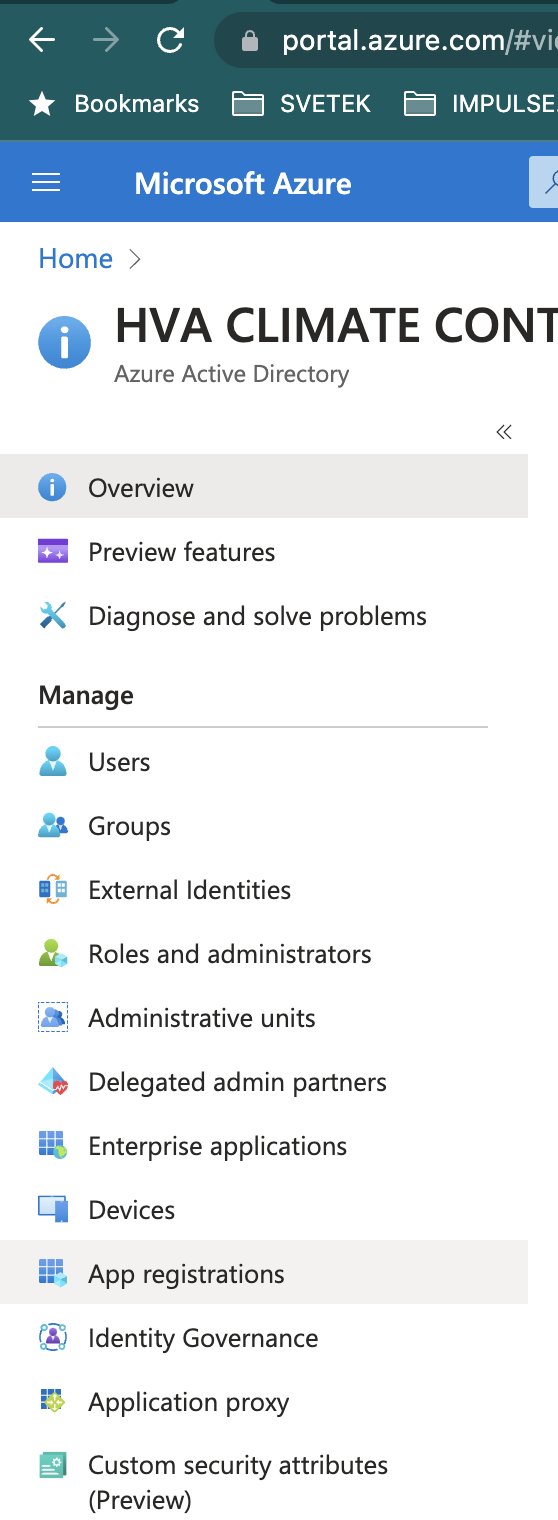 portal.azure.com/#vie
Bookmarks SVETEK IMPULSE
Microsoft Azure
Home
HVA CLIMATE CONT
Azure Active Directory
Overview
Preview features
Diagnose and solve problems
Manage
Users
Groups
External Identities
Roles and administrators
Administrative units
Delegated admin partners
Enterprise applications
Devices
App registrations
Identity Governance
Application proxy
Custom security attributes
(Preview)